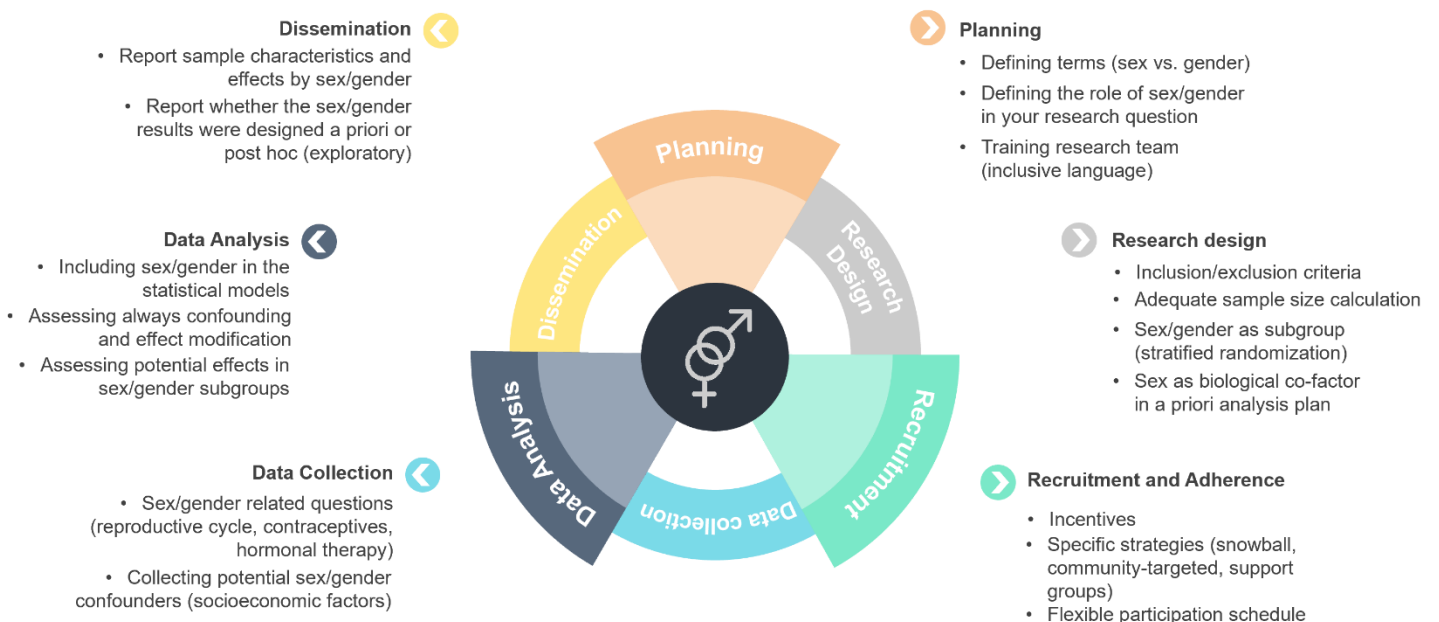 Dissemination
• Report sample characteristics and
effects by sex/gender
• Report whether the sex/gender
results were designed a priori or
post hoc (exploratory)
Data Analysis
• Including sex/gender in the
statistical models
• Assessing always confounding
and effect modification
• Assessing potential effects in
sex/gender subgroups
Data Collection
• Sex/gender related questions
(reproductive cycle, contraceptives,
hormonal therapy)
• Collecting potential sex/gender
confounders (socioeconomic factors)
Planning
Research
Design
Recruitment
Data collection
Data Analysis
Dissemination
Planning
• Defining terms (sex vs. gender)
• Defining the role of sex/gender
in your research question
• Training research team
(inclusive language)
Research design
• Inclusion/exclusion criteria
• Adequate sample size calculation
• Sex/gender as subgroup
(stratified randomization)
• Sex as biological co-factor
in a priori analysis plan
Recruitment and Adherence
• Incentives
• Specific strategies (snowball,
community-targeted, support
groups)
• Flexible participation schedule